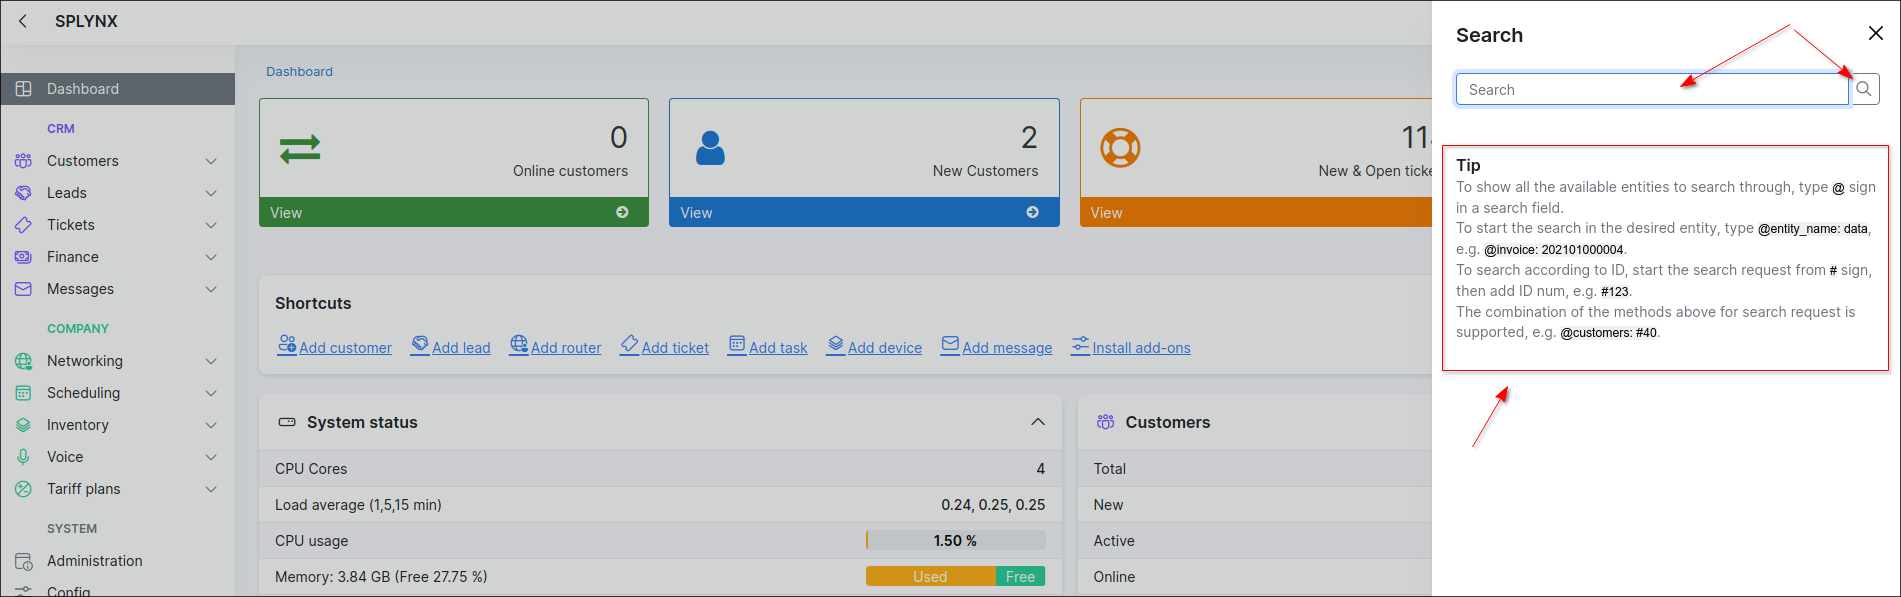 SPLYNX
Dashboard
CRM
Customers
Leads
Tickets
Finance
Messages
COMPANY
Networking
Scheduling
Inventory
Voice
Tariff plans
SYSTEM
Administration
Config
Dashboard
0
Online customers
View
2
New Customers
View
New & Open
View
Shortcuts
Add customer
Add lead
Add router
Add ticket
Add task
Add device
Add message
Install add-ons
System status
CPU Cores 4
Load average (1,5,15 min) 0.24, 0.25, 0.25
CPU usage 1.50 %
Memory: 3.84 GB (Free 27.75 %) Used Free
Customers
Total
New
Active
Online
Search
Search
Tip
To show all the available entities to search through, type @ sign
in a search field.
To start the search in the desired entity, type @entity_name: data,
e.g. @invoice: 202101000004.
To search according to ID, start the search request from # sign,
then add ID num, e.g. #123.
The combination of the methods above for search request is
supported, e.g. @customers: #40.